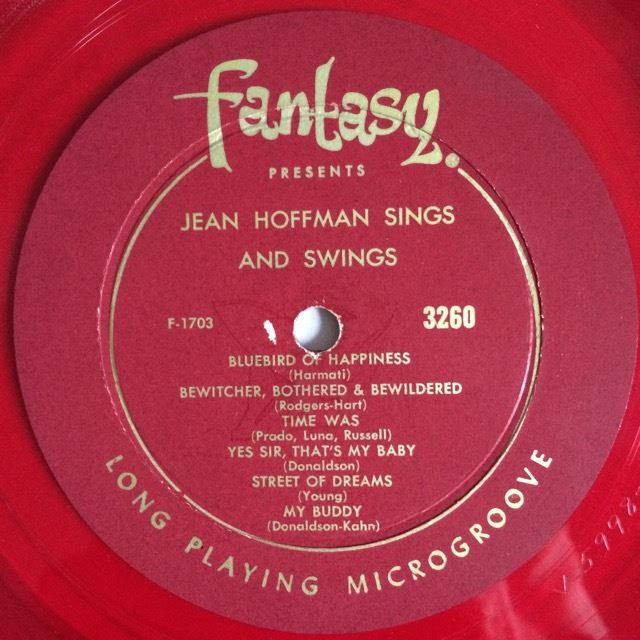 fantasy.
PRESENTS
JEAN HOFFMAN SINGS
AND SWINGS
F-1703
3260
BLUEBIRD OF HAPPINESS
(Harmati)
BEWITCHER, BOTHERED & BEWILDERED
(Rodgers-Hart)
TIME WAS
(Prado, Luna, Russell)
YES SIR, THAT'S MY BABY
(Donaldson)
STREET OF DREAMS
(Young)
MY BUDDY
(Donaldson-Kahn)
LONG PLAYING MICROGROOVE